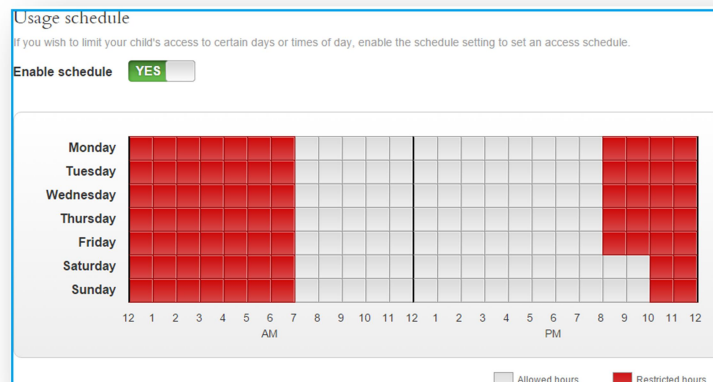 Usage schedule
If you wish to limit your child's access to certain days or times of day, enable the schedule setting to set an access schedule.
Enable schedule YES
Monday
Tuesday
Wednesday
Thursday
Friday
Saturday
Sunday
12 1 2 3 4 5 6 7 8 9 10 11 12 1 2 3 4 5 6 7 8 9 10 11 12
AM PM
Allowed hours Restricted hours